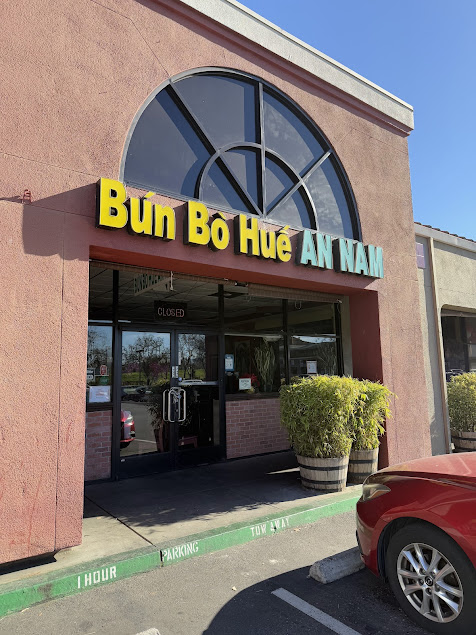 Bún Bò Huế AN NAM
CLOSED
1 HOUR PARKING TOW AWAY